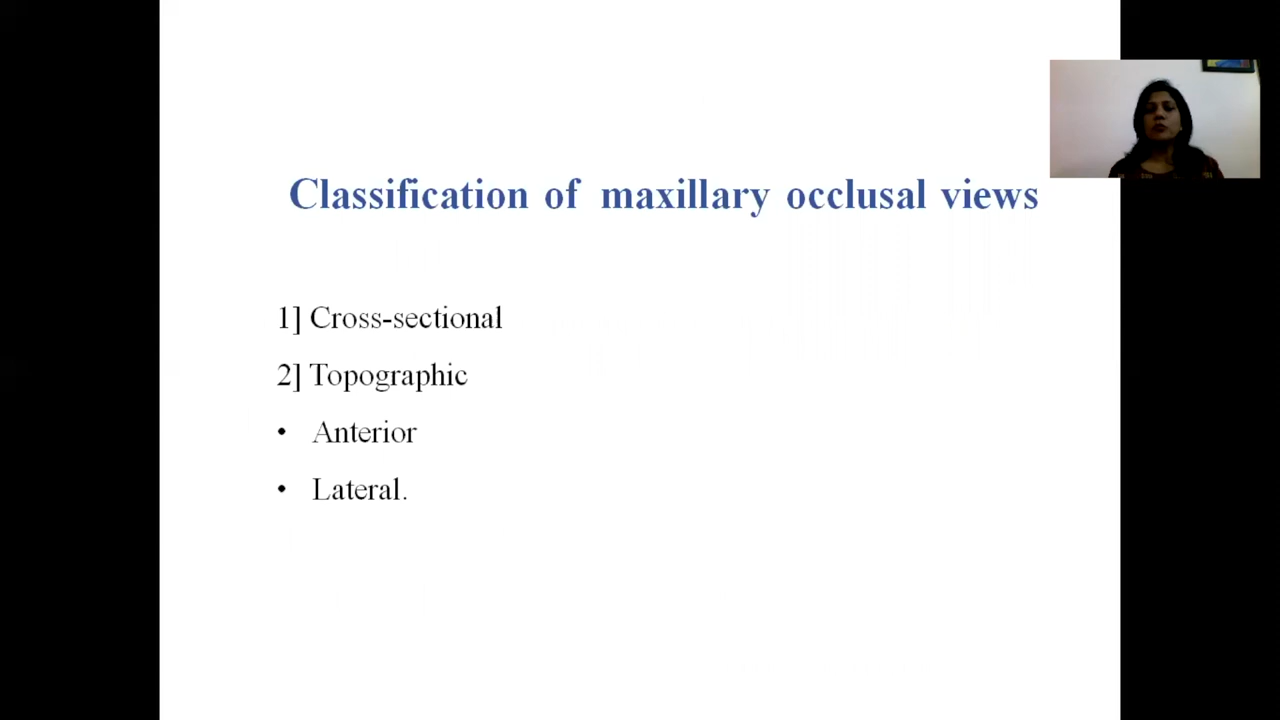 Classification of maxillary occlusal views
1] Cross-sectional
2] Topographic
• Anterior
• Lateral.